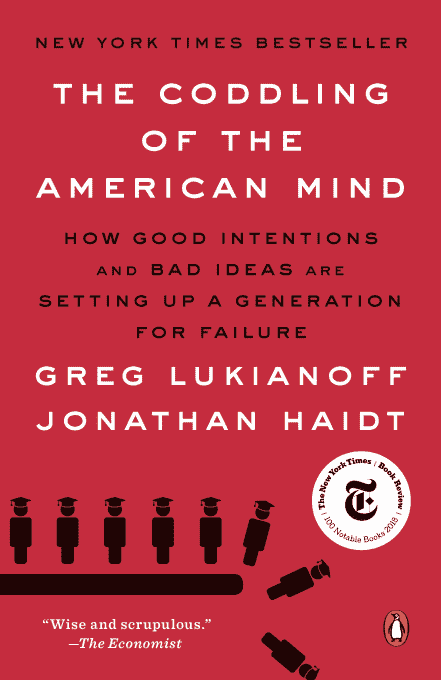 NEW YORK TIMES BESTSELLER
THE CODDLING
OF THE
AMERICAN MIND
HOW GOOD INTENTIONS
AND BAD IDEAS ARE
SETTING UP A GENERATION
FOR FAILURE
GREG LUKIANOFF
JONATHAN HAIDT
The New York Times | Book Review
T
| 100 Notable Books 2018 |
“Wise and scrupulous.”
—The Economist